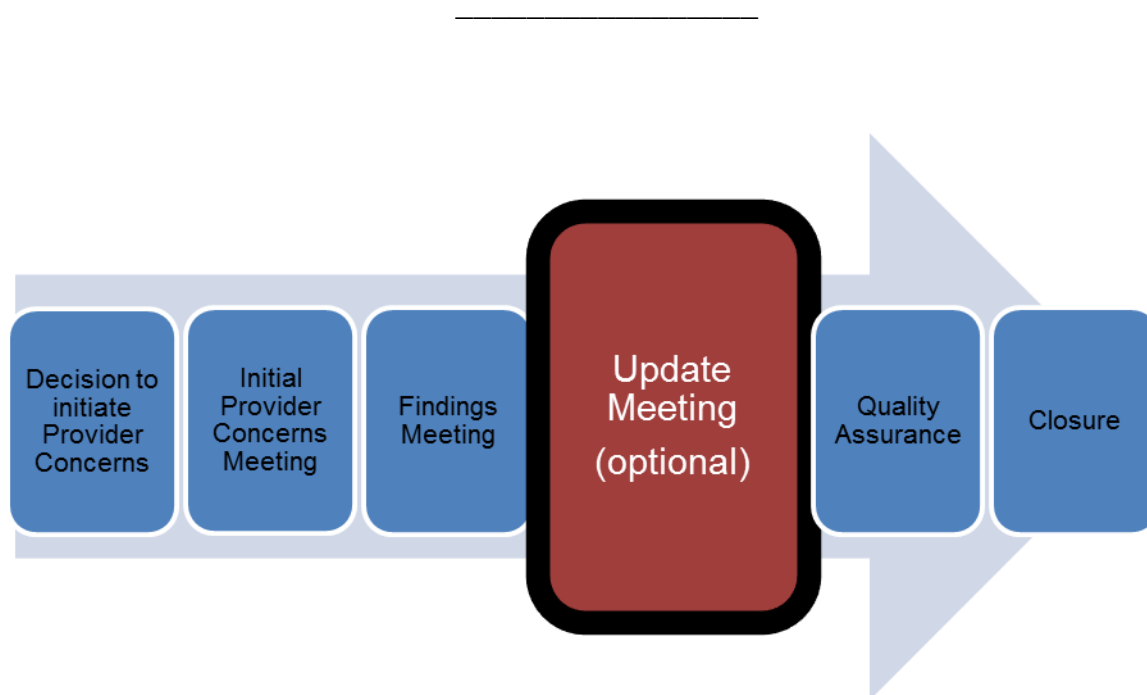 Decision to
initiate
Provider
Concerns
Initial
Provider
Concerns
Meeting
Findings
Meeting
Update
Meeting
(optional)
Quality
Assurance
Closure